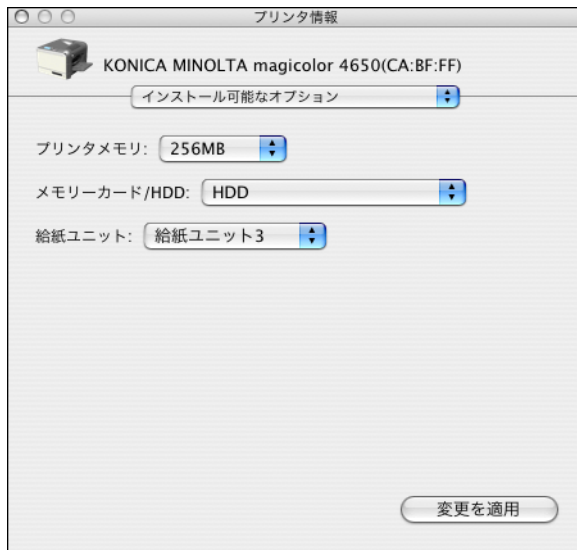 プリンタ情報
KONICA MINOLTA magicolor 4650(CA:BF:FF)
インストール可能なオプション
プリンタメモリ: 256MB
メモリーカード/HDD: HDD
給紙ユニット: 給紙ユニット3
変更を適用